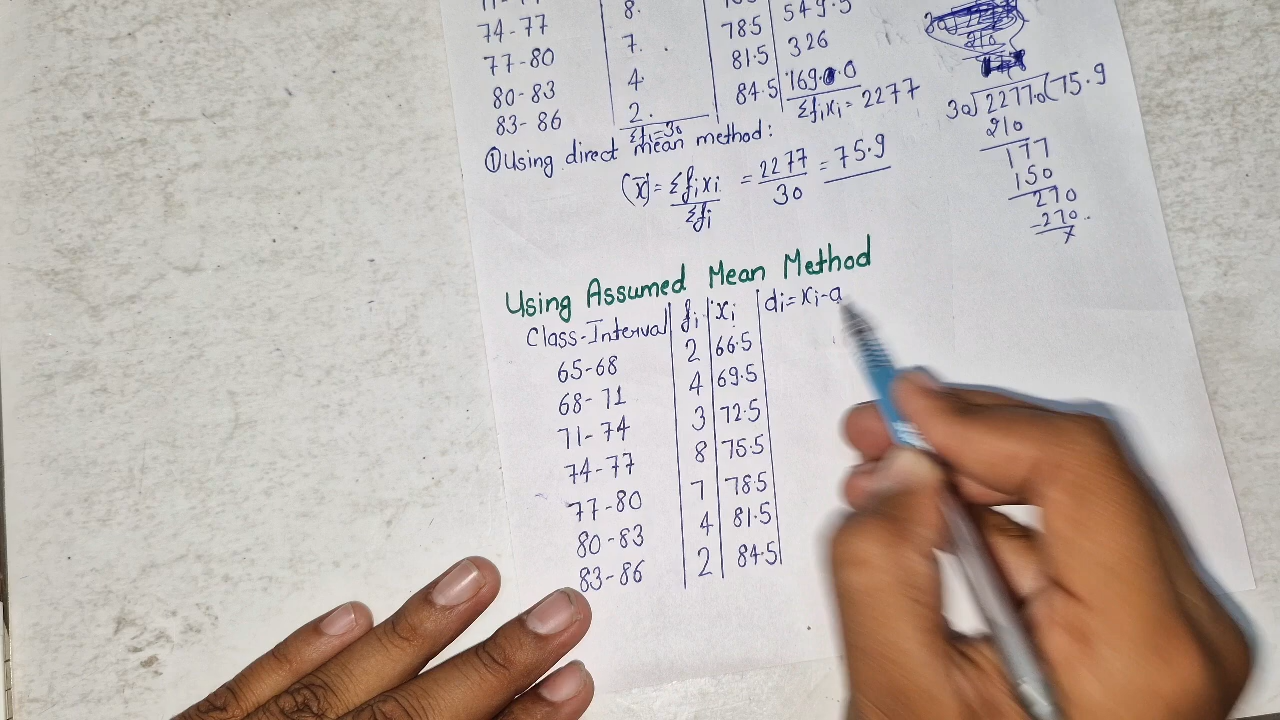 74-77 8. 549.5
77-80 7. 78.5 326
80-83 4. 81.5 169.0
83-86 2. 84.5 Σfixi = 2277
Σfi=30
① Using direct mean method:
(x̄) = Σfixi/Σfi = 2277/30 = 75.9
30)2277.0(75.9
210
177
150
270
-270
x
Using Assumed Mean Method
Class-Interval fi xi di=xi-a
65-68 2 66.5
68-71 4 69.5
71-74 3 72.5
74-77 8 75.5
77-80 7 78.5
80-83 4 81.5
83-86 2 84.5